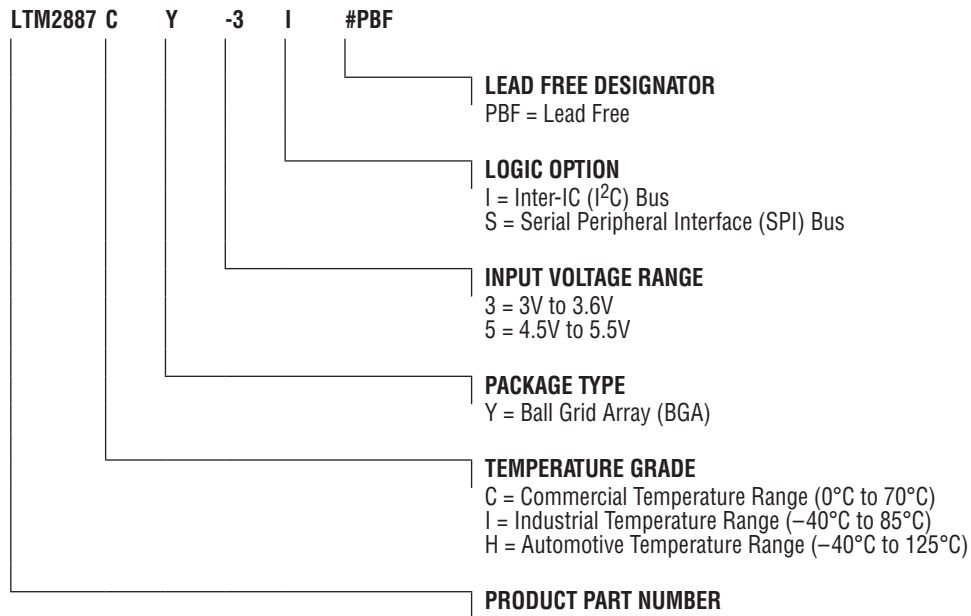 LTM2887 C Y -3 I #PBF
LEAD FREE DESIGNATOR
PBF = Lead Free
LOGIC OPTION
I = Inter-IC (I²C) Bus
S = Serial Peripheral Interface (SPI) Bus
INPUT VOLTAGE RANGE
3 = 3V to 3.6V
5 = 4.5V to 5.5V
PACKAGE TYPE
Y = Ball Grid Array (BGA)
TEMPERATURE GRADE
C = Commercial Temperature Range (0°C to 70°C)
I = Industrial Temperature Range (–40°C to 85°C)
H = Automotive Temperature Range (–40°C to 125°C)
PRODUCT PART NUMBER